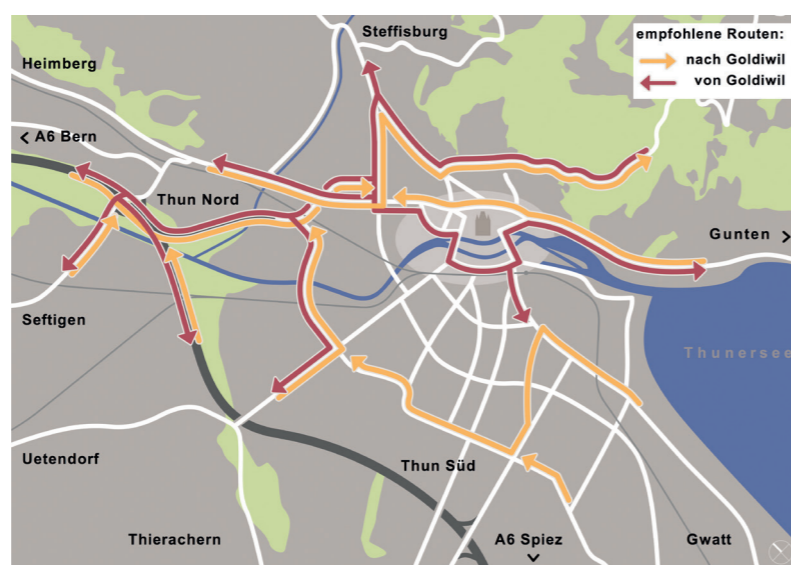 Steffisburg
empfohlene Routen:
nach Goldiwil
von Goldiwil
Heimberg
< A6 Bern
Thun Nord
Gunten >
Seftigen
Thunersee
Uetendorf
Thun Süd
Thierachern
A6 Spiez
Gwatt